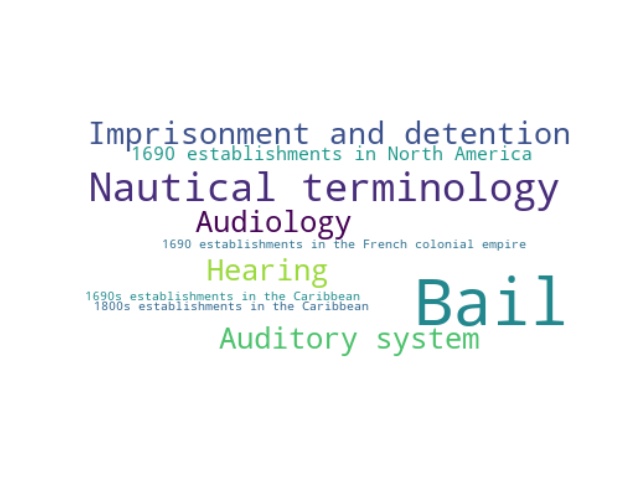 Imprisonment and detention
1690 establishments in North America
Nautical terminology
Audiology
1690 establishments in the French colonial empire
Hearing
Bail
1690s establishments in the Caribbean
1800s establishments in the Caribbean
Auditory system